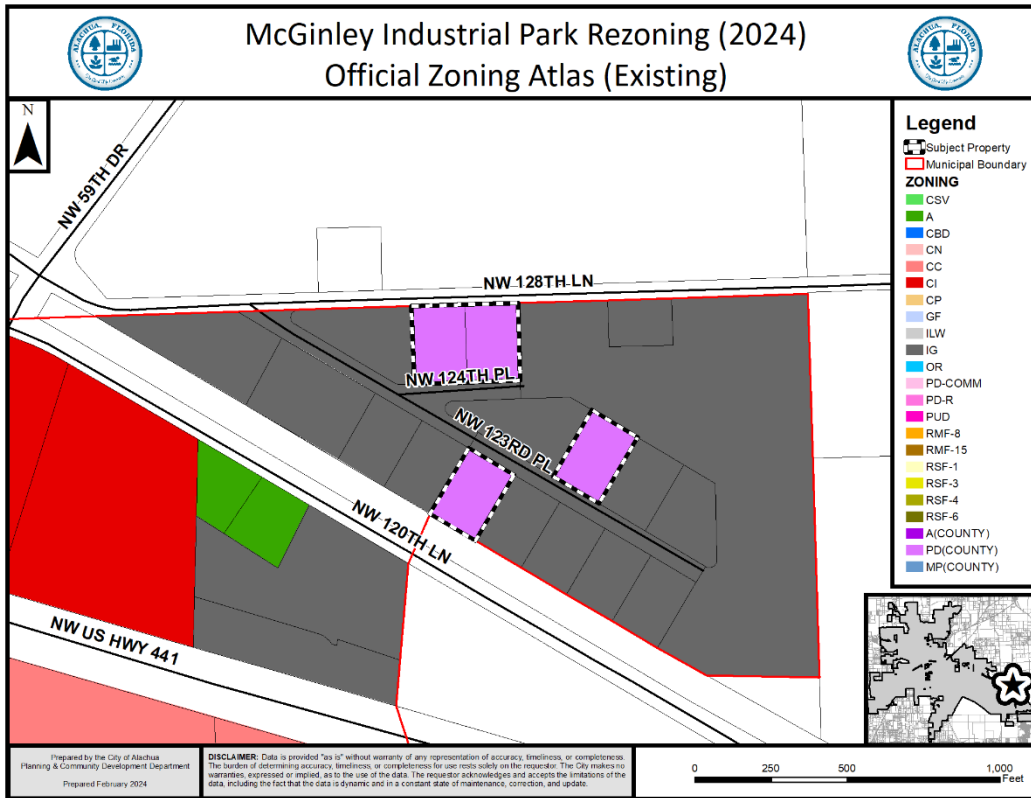 McGinley Industrial Park Rezoning (2024)
Official Zoning Atlas (Existing)
ALACHUA, FLORIDA
ALACHUA, FLORIDA
N
NW 59TH DR
NW 128TH LN
NW 124TH PL
NW 123RD PL
NW 120TH LN
NW US HWY 441
Legend
Subject Property
Municipal Boundary
ZONING
CSV
A
CBD
CN
CC
CI
CP
GF
ILW
IG
OR
PD-COMM
PD-R
PUD
RMF-8
RMF-15
RSF-1
RSF-3
RSF-4
RSF-6
A(COUNTY)
PD(COUNTY)
MP(COUNTY)
Prepared by the City of Alachua
Planning & Community Development Department
Prepared February 2024
DISCLAIMER: Data is provided "as is" without warranty of any representation of accuracy, timeliness, or completeness.
The burden of determining accuracy, timeliness, or completeness for use rests solely on the requestor. The City makes no
warranties, expressed or implied, as to the use of the data. The requestor acknowledges and accepts the limitations of the
data, including the fact that the data is dynamic and in a constant state of maintenance, correction, and update.
0 250 500 1,000
Feet